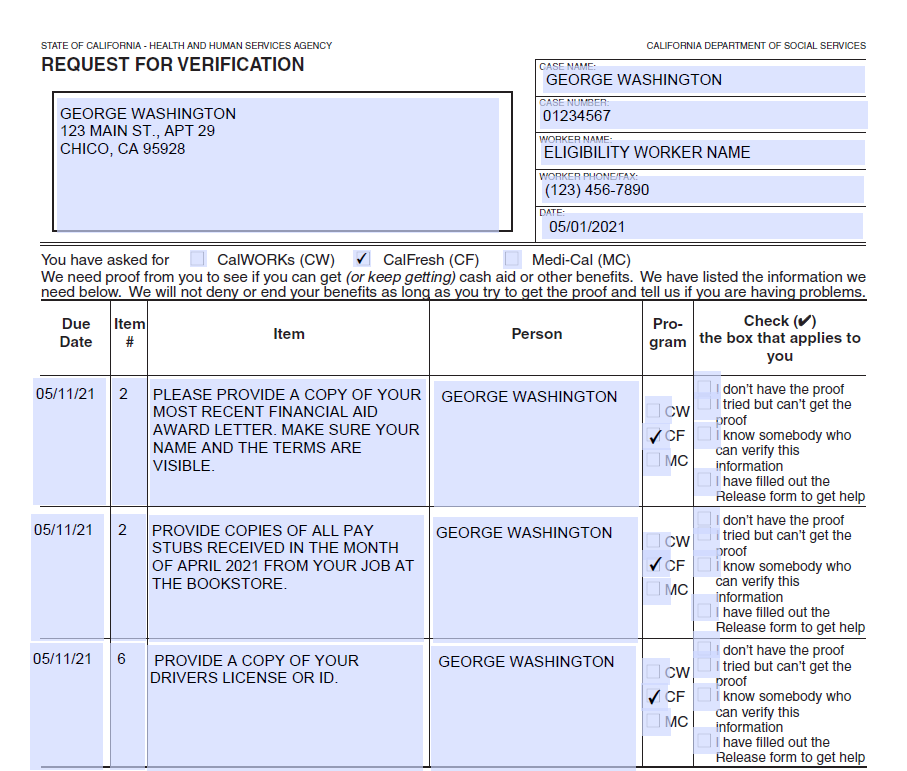 STATE OF CALIFORNIA - HEALTH AND HUMAN SERVICES AGENCY
CALIFORNIA DEPARTMENT OF SOCIAL SERVICES
REQUEST FOR VERIFICATION
GEORGE WASHINGTON
123 MAIN ST., APT 29
CHICO, CA 95928
CASE NAME:
GEORGE WASHINGTON
CASE NUMBER:
01234567
WORKER NAME:
ELIGIBILITY WORKER NAME
WORKER PHONE/FAX:
(123) 456-7890
DATE:
05/01/2021
You have asked for CalWORKs (CW) ✓ CalFresh (CF) Medi-Cal (MC)
We need proof from you to see if you can get (or keep getting) cash aid or other benefits. We have listed the information we
need below. We will not deny or end your benefits as long as you try to get the proof and tell us if you are having problems.
Due
Date
Item
#
Item
Person
Pro-
gram
Check (✔)
the box that applies to
you
05/11/21
2
PLEASE PROVIDE A COPY OF YOUR
MOST RECENT FINANCIAL AID
AWARD LETTER. MAKE SURE YOUR
NAME AND THE TERMS ARE
VISIBLE.
GEORGE WASHINGTON
CW
✓ CF
MC
I don't have the proof
I tried but can't get the
proof
I know somebody who
can verify this
information
I have filled out the
Release form to get help
05/11/21
2
PROVIDE COPIES OF ALL PAY
STUBS RECEIVED IN THE MONTH
OF APRIL 2021 FROM YOUR JOB AT
THE BOOKSTORE.
GEORGE WASHINGTON
CW
✓ CF
MC
I don't have the proof
I tried but can't get the
proof
I know somebody who
can verify this
information
I have filled out the
Release form to get help
05/11/21
6
PROVIDE A COPY OF YOUR
DRIVERS LICENSE OR ID.
GEORGE WASHINGTON
CW
✓ CF
MC
I don't have the proof
I tried but can't get the
proof
I know somebody who
can verify this
information
I have filled out the
Release form to get help